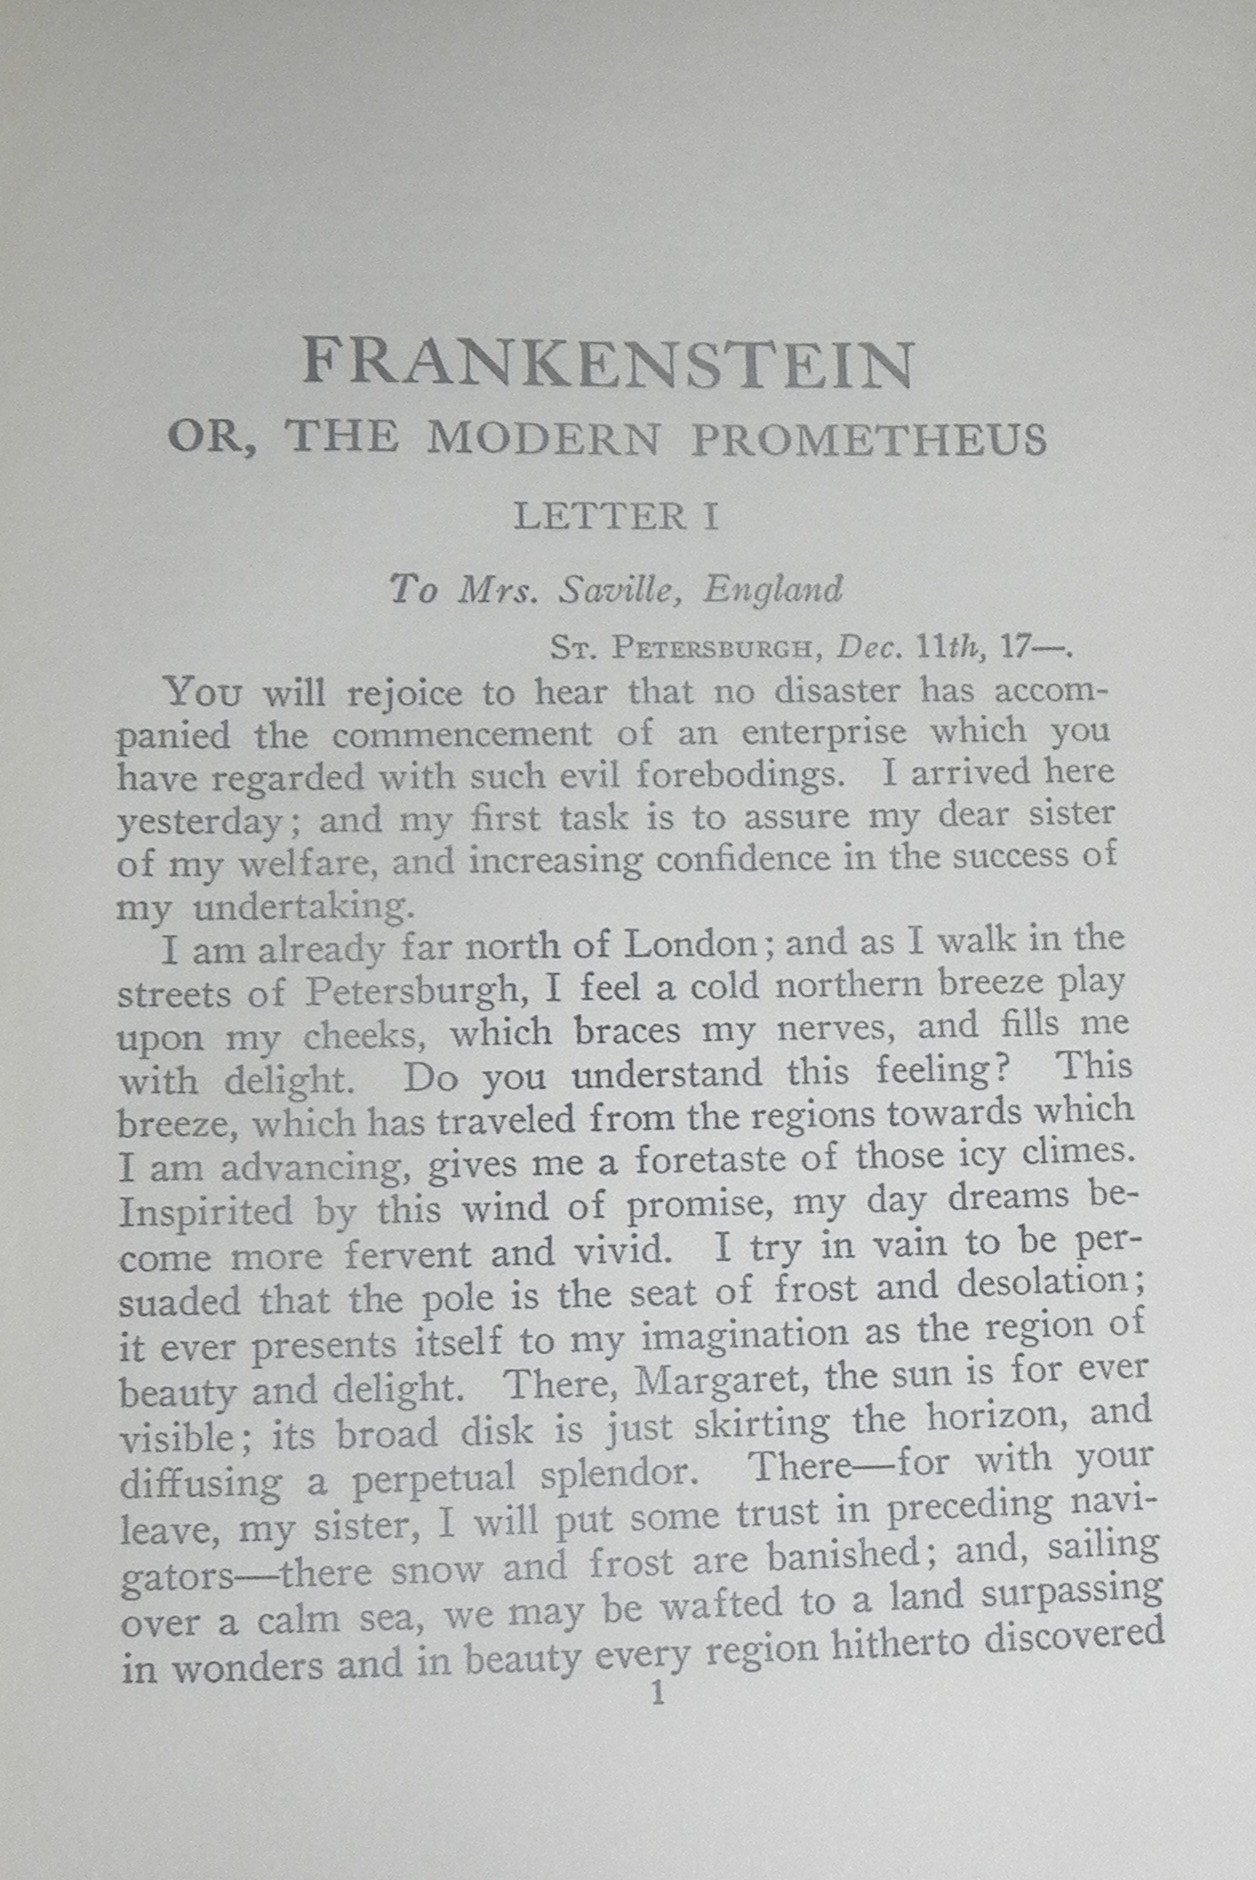 FRANKENSTEIN
OR, THE MODERN PROMETHEUS
LETTER I
To Mrs. Saville, England
St. Petersburgh, Dec. 11th, 17—.
You will rejoice to hear that no disaster has accom-
panied the commencement of an enterprise which you
have regarded with such evil forebodings. I arrived here
yesterday; and my first task is to assure my dear sister
of my welfare, and increasing confidence in the success of
my undertaking.
I am already far north of London; and as I walk in the
streets of Petersburgh, I feel a cold northern breeze play
upon my cheeks, which braces my nerves, and fills me
with delight. Do you understand this feeling? This
breeze, which has traveled from the regions towards which
I am advancing, gives me a foretaste of those icy climes.
Inspirited by this wind of promise, my day dreams be-
come more fervent and vivid. I try in vain to be per-
suaded that the pole is the seat of frost and desolation;
it ever presents itself to my imagination as the region of
beauty and delight. There, Margaret, the sun is for ever
visible; its broad disk is just skirting the horizon, and
diffusing a perpetual splendor. There—for with your
leave, my sister, I will put some trust in preceding navi-
gators—there snow and frost are banished; and, sailing
over a calm sea, we may be wafted to a land surpassing
in wonders and in beauty every region hitherto discovered
1